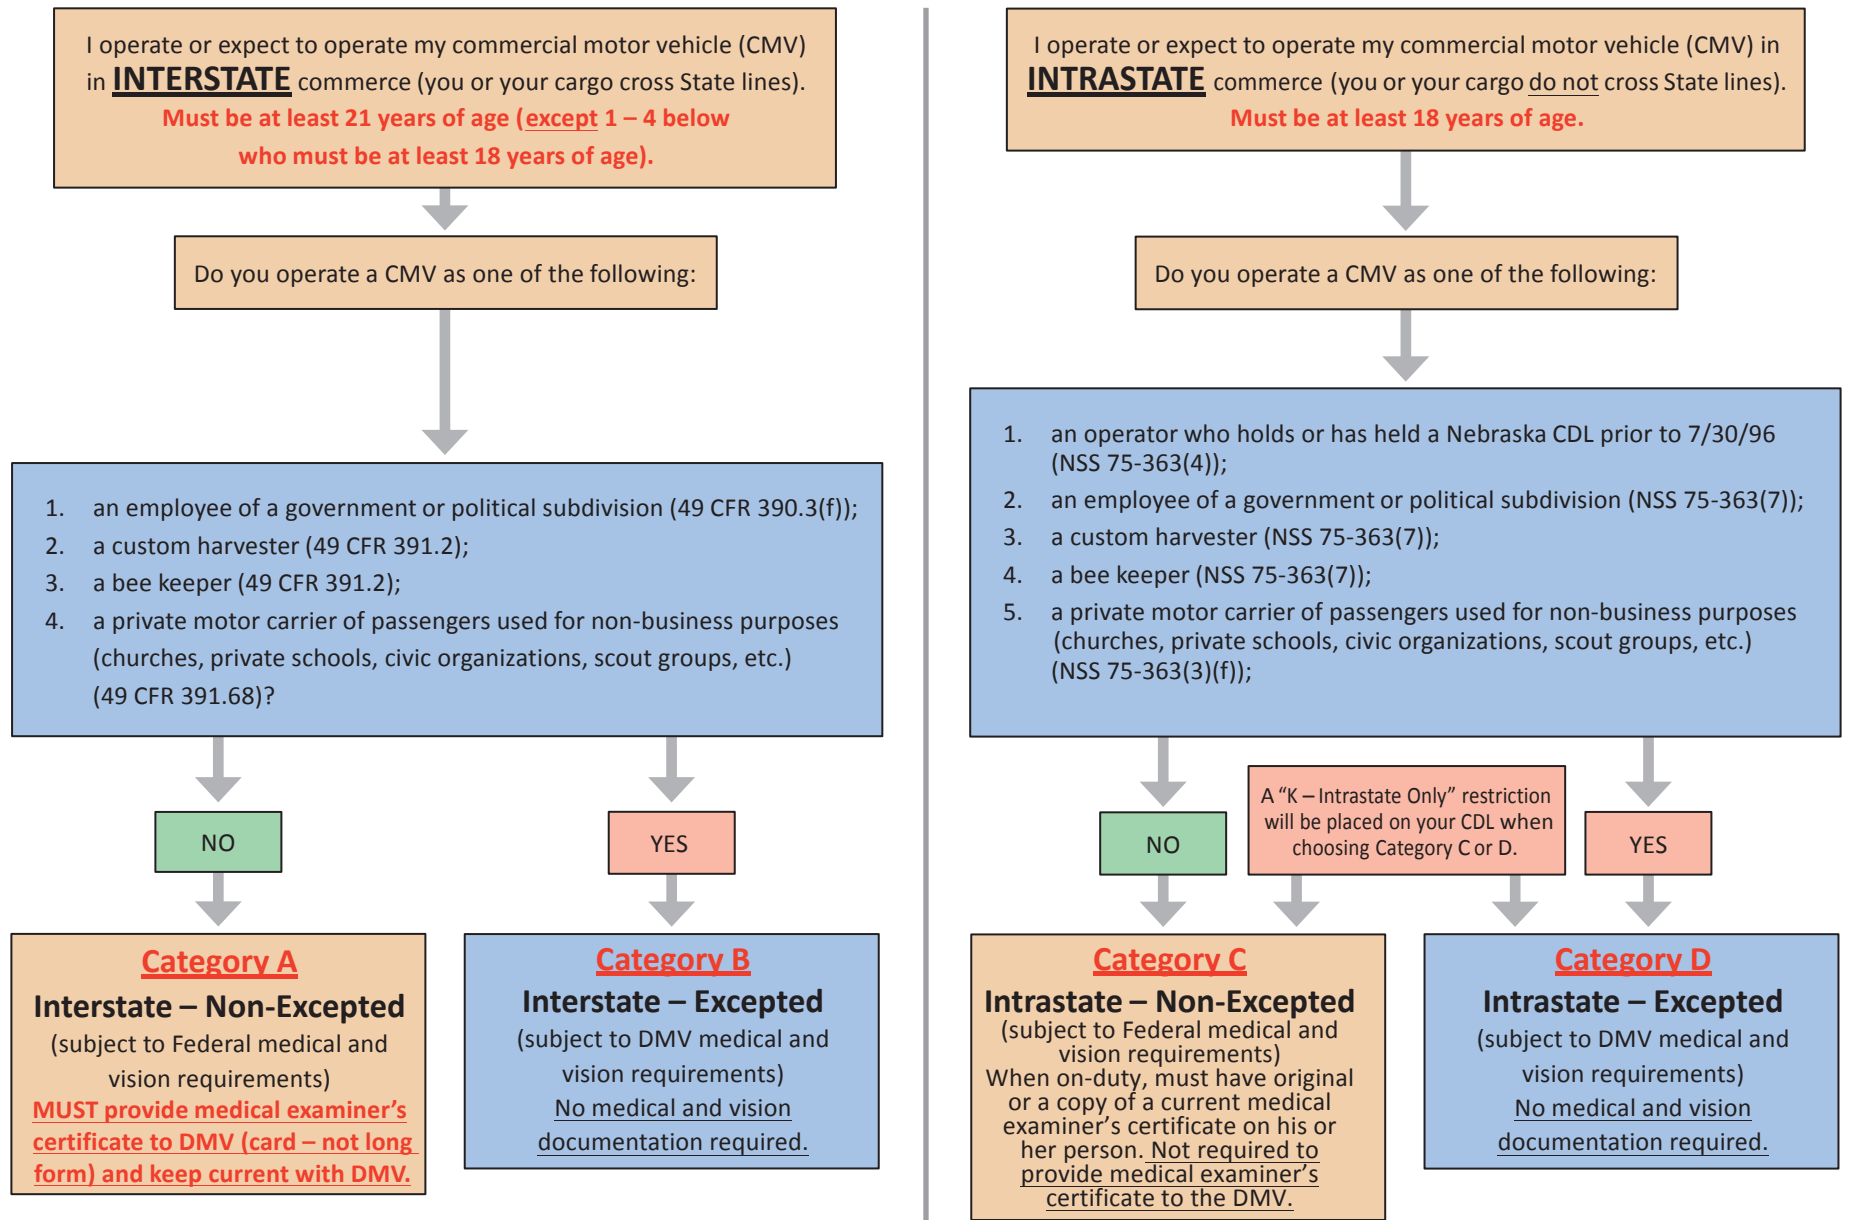 I operate or expect to operate my commercial motor vehicle (CMV)
in INTERSTATE commerce (you or your cargo cross State lines).
Must be at least 21 years of age (except 1 – 4 below
who must be at least 18 years of age).
Do you operate a CMV as one of the following:
1. an employee of a government or political subdivision (49 CFR 390.3(f));
2. a custom harvester (49 CFR 391.2);
3. a bee keeper (49 CFR 391.2);
4. a private motor carrier of passengers used for non-business purposes
(churches, private schools, civic organizations, scout groups, etc.)
(49 CFR 391.68)?
NO
YES
Category A
Interstate – Non-Excepted
(subject to Federal medical and
vision requirements)
MUST provide medical examiner’s
certificate to DMV (card – not long
form) and keep current with DMV.
Category B
Interstate – Excepted
(subject to DMV medical and
vision requirements)
No medical and vision
documentation required.
I operate or expect to operate my commercial motor vehicle (CMV) in
INTRASTATE commerce (you or your cargo do not cross State lines).
Must be at least 18 years of age.
Do you operate a CMV as one of the following:
1. an operator who holds or has held a Nebraska CDL prior to 7/30/96
(NSS 75-363(4));
2. an employee of a government or political subdivision (NSS 75-363(7));
3. a custom harvester (NSS 75-363(7));
4. a bee keeper (NSS 75-363(7));
5. a private motor carrier of passengers used for non-business purposes
(churches, private schools, civic organizations, scout groups, etc.)
(NSS 75-363(3)(f));
NO
A “K – Intrastate Only” restriction
will be placed on your CDL when
choosing Category C or D.
YES
Category C
Intrastate – Non-Excepted
(subject to Federal medical and
vision requirements)
When on-duty, must have original
or a copy of a current medical
examiner’s certificate on his or
her person. Not required to
provide medical examiner’s
certificate to the DMV.
Category D
Intrastate – Excepted
(subject to DMV medical and
vision requirements)
No medical and vision
documentation required.